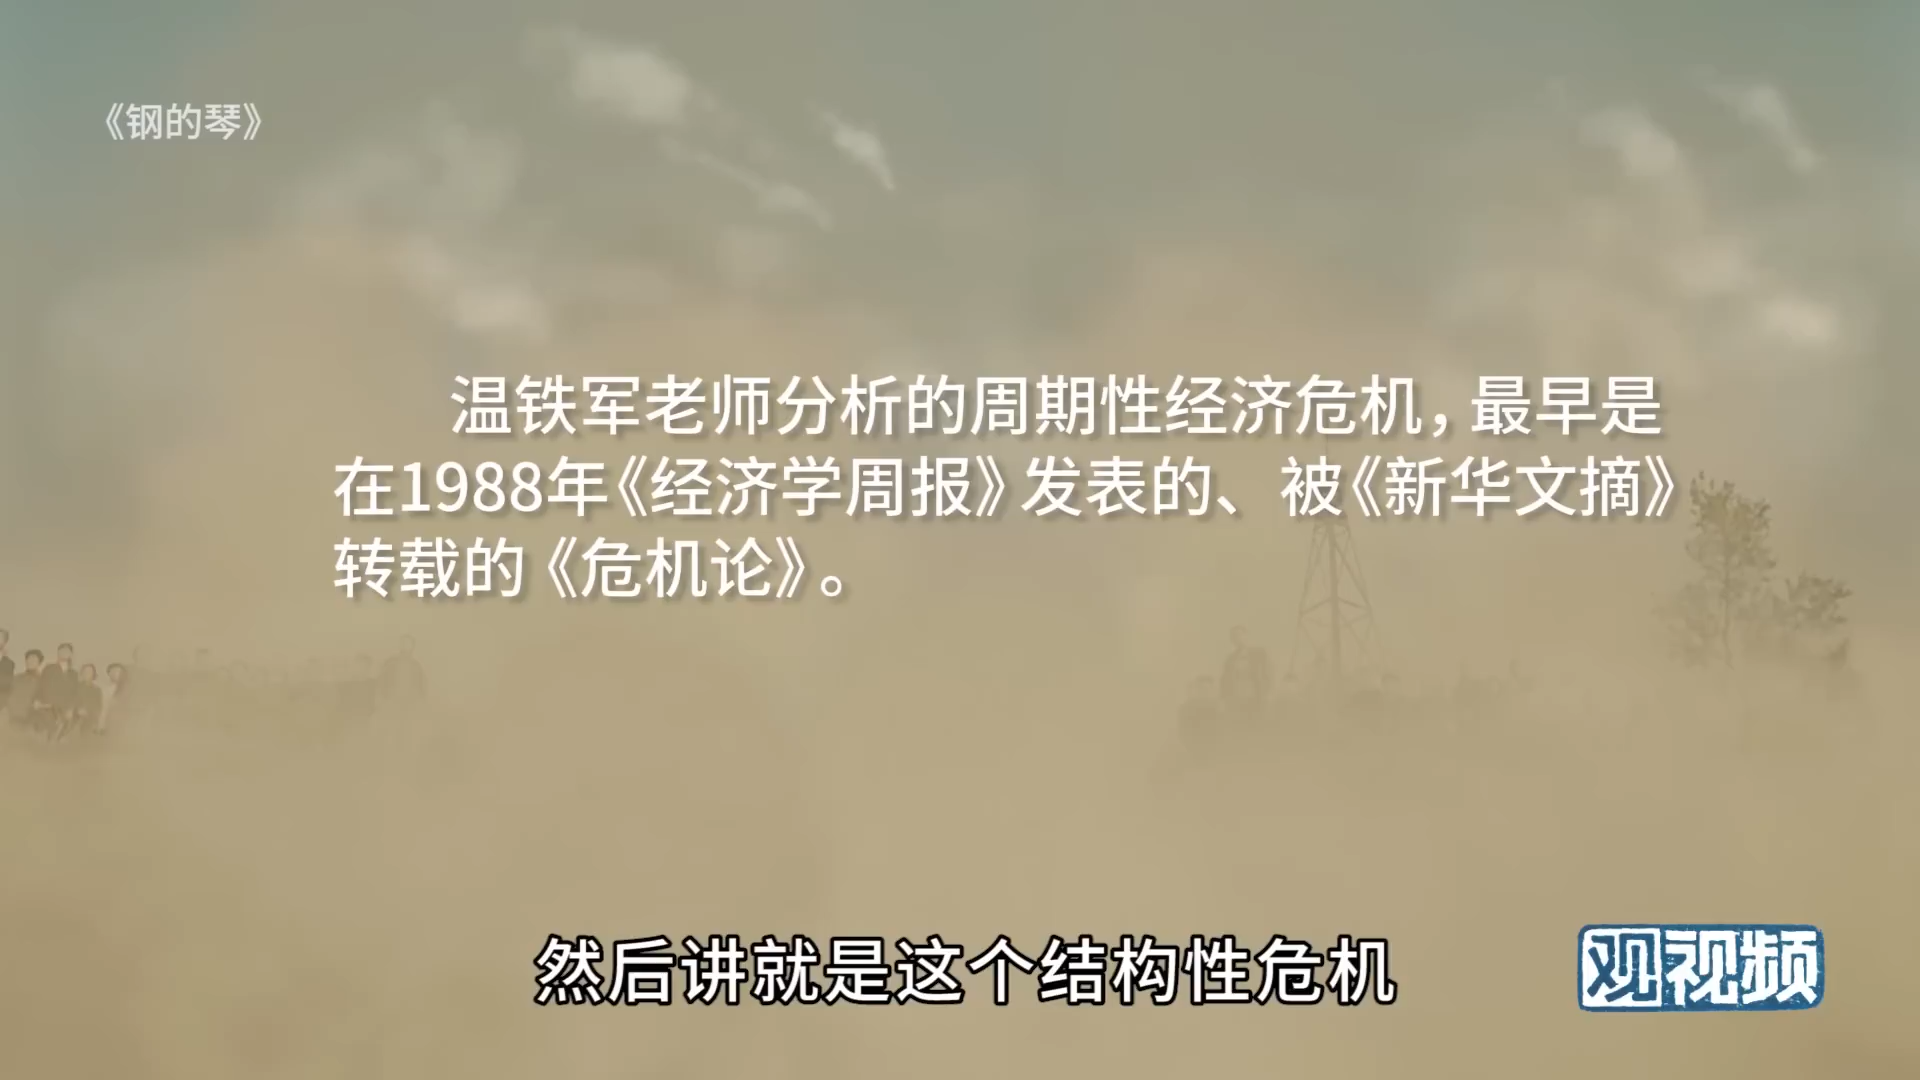 《钢的琴》
温铁军老师分析的周期性经济危机，最早是
在1988年《经济学周报》发表的、被《新华文摘》
转载的《危机论》。
然后讲就是这个结构性危机
观视频